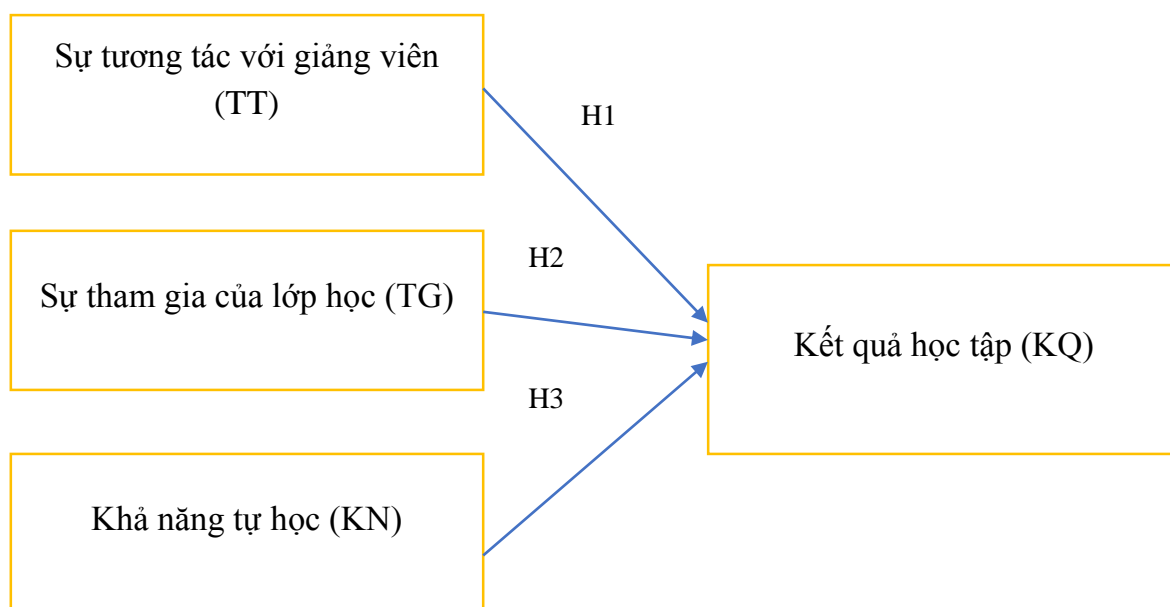 Sự tương tác với giảng viên
(TT)
H1
Sự tham gia của lớp học (TG)
H2
Kết quả học tập (KQ)
H3
Khả năng tự học (KN)